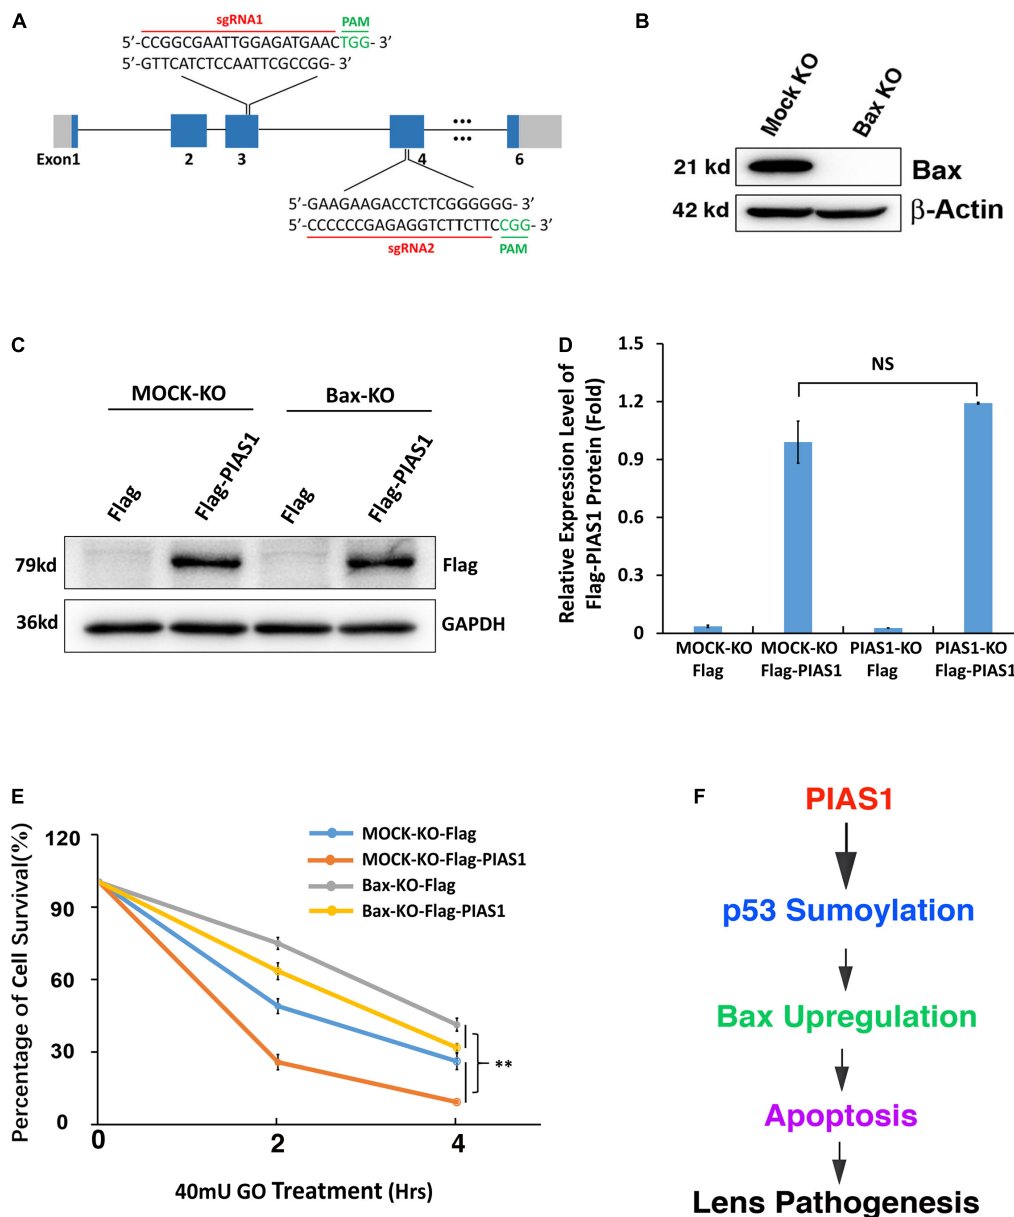 A
sgRNA1 PAM
5’-CCGGCGAATTGGAGATGAACTGG- 3’
5’-GTTCATCTCCAATTCGCCGG- 3’
Exon1 2 3 4 6
5’-GAAGAAGACCTCTCGGGGGG- 3’
5’-CCCCCCGAGAGGTCTTCTTCCGG- 3’
sgRNA2 PAM
B
Mock KO Bax KO
21 kd Bax
42 kd β-Actin
C
MOCK-KO Bax-KO
Flag Flag-PIAS1 Flag Flag-PIAS1
79kd Flag
36kd GAPDH
D
Relative Expression Level of
Flag-PIAS1 Protein (Fold)
1.5
1.2
0.9
0.6
0.3
0
NS
MOCK-KO MOCK-KO PIAS1-KO PIAS1-KO
Flag Flag-PIAS1 Flag Flag-PIAS1
E
Percentage of Cell Survival(%)
120
90
60
30
0
MOCK-KO-Flag
MOCK-KO-Flag-PIAS1
Bax-KO-Flag
Bax-KO-Flag-PIAS1
**
0 2 4
40mU GO Treatment (Hrs)
F
PIAS1
p53 Sumoylation
Bax Upregulation
Apoptosis
Lens Pathogenesis